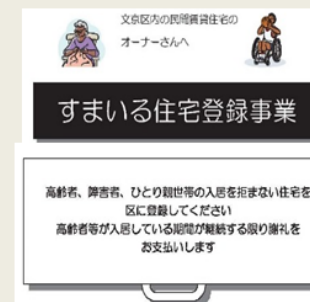 文京区内の民間賃貸住宅の
オーナーさんへ
すまいる住宅登録事業
高齢者、障害者、ひとり親世帯の入居を拒まない住宅を
区に登録してください
高齢者等が入居している期間が継続する限り謝礼を
お支払いします